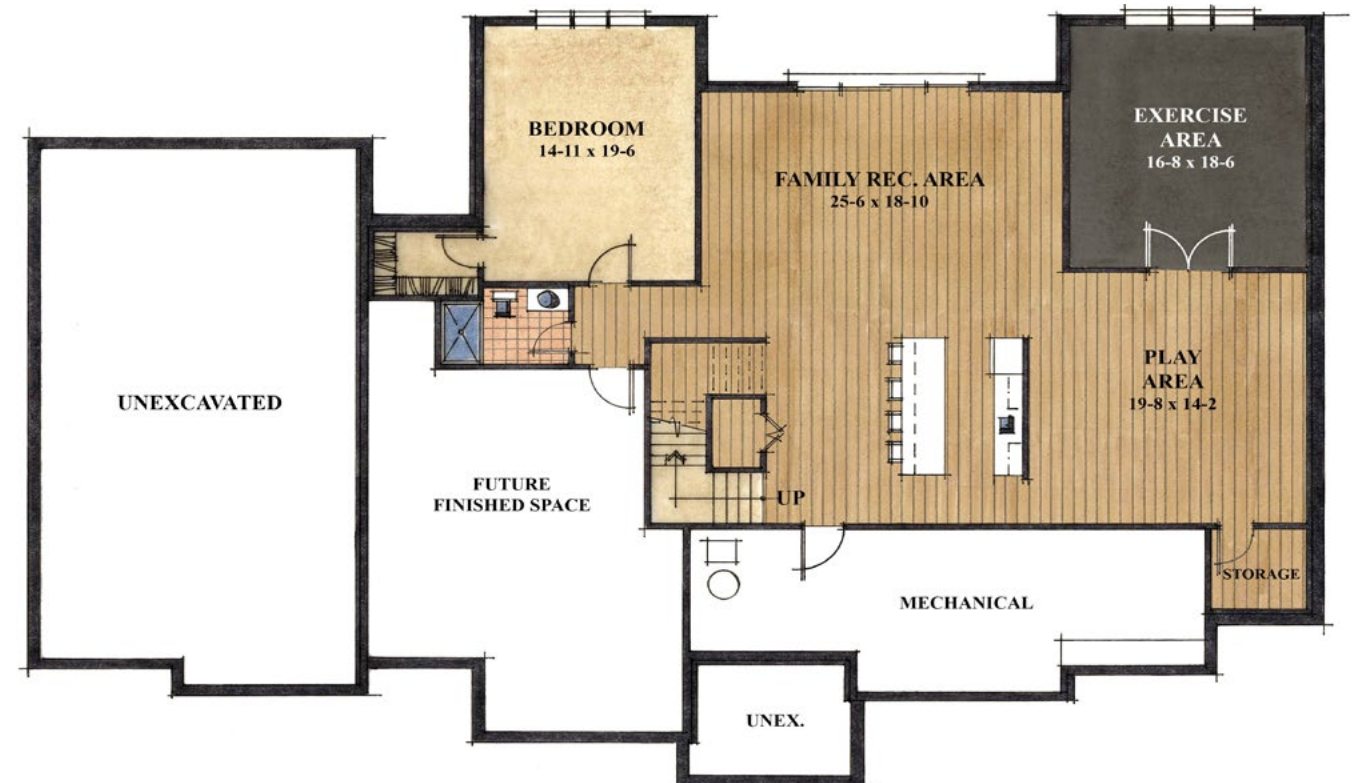 BEDROOM
14-11 x 19-6
EXERCISE
AREA
16-8 x 18-6
FAMILY REC. AREA
25-6 x 18-10
PLAY
AREA
19-8 x 14-2
UNEXCAVATED
FUTURE
FINISHED SPACE
UP
STORAGE
MECHANICAL
UNEX.